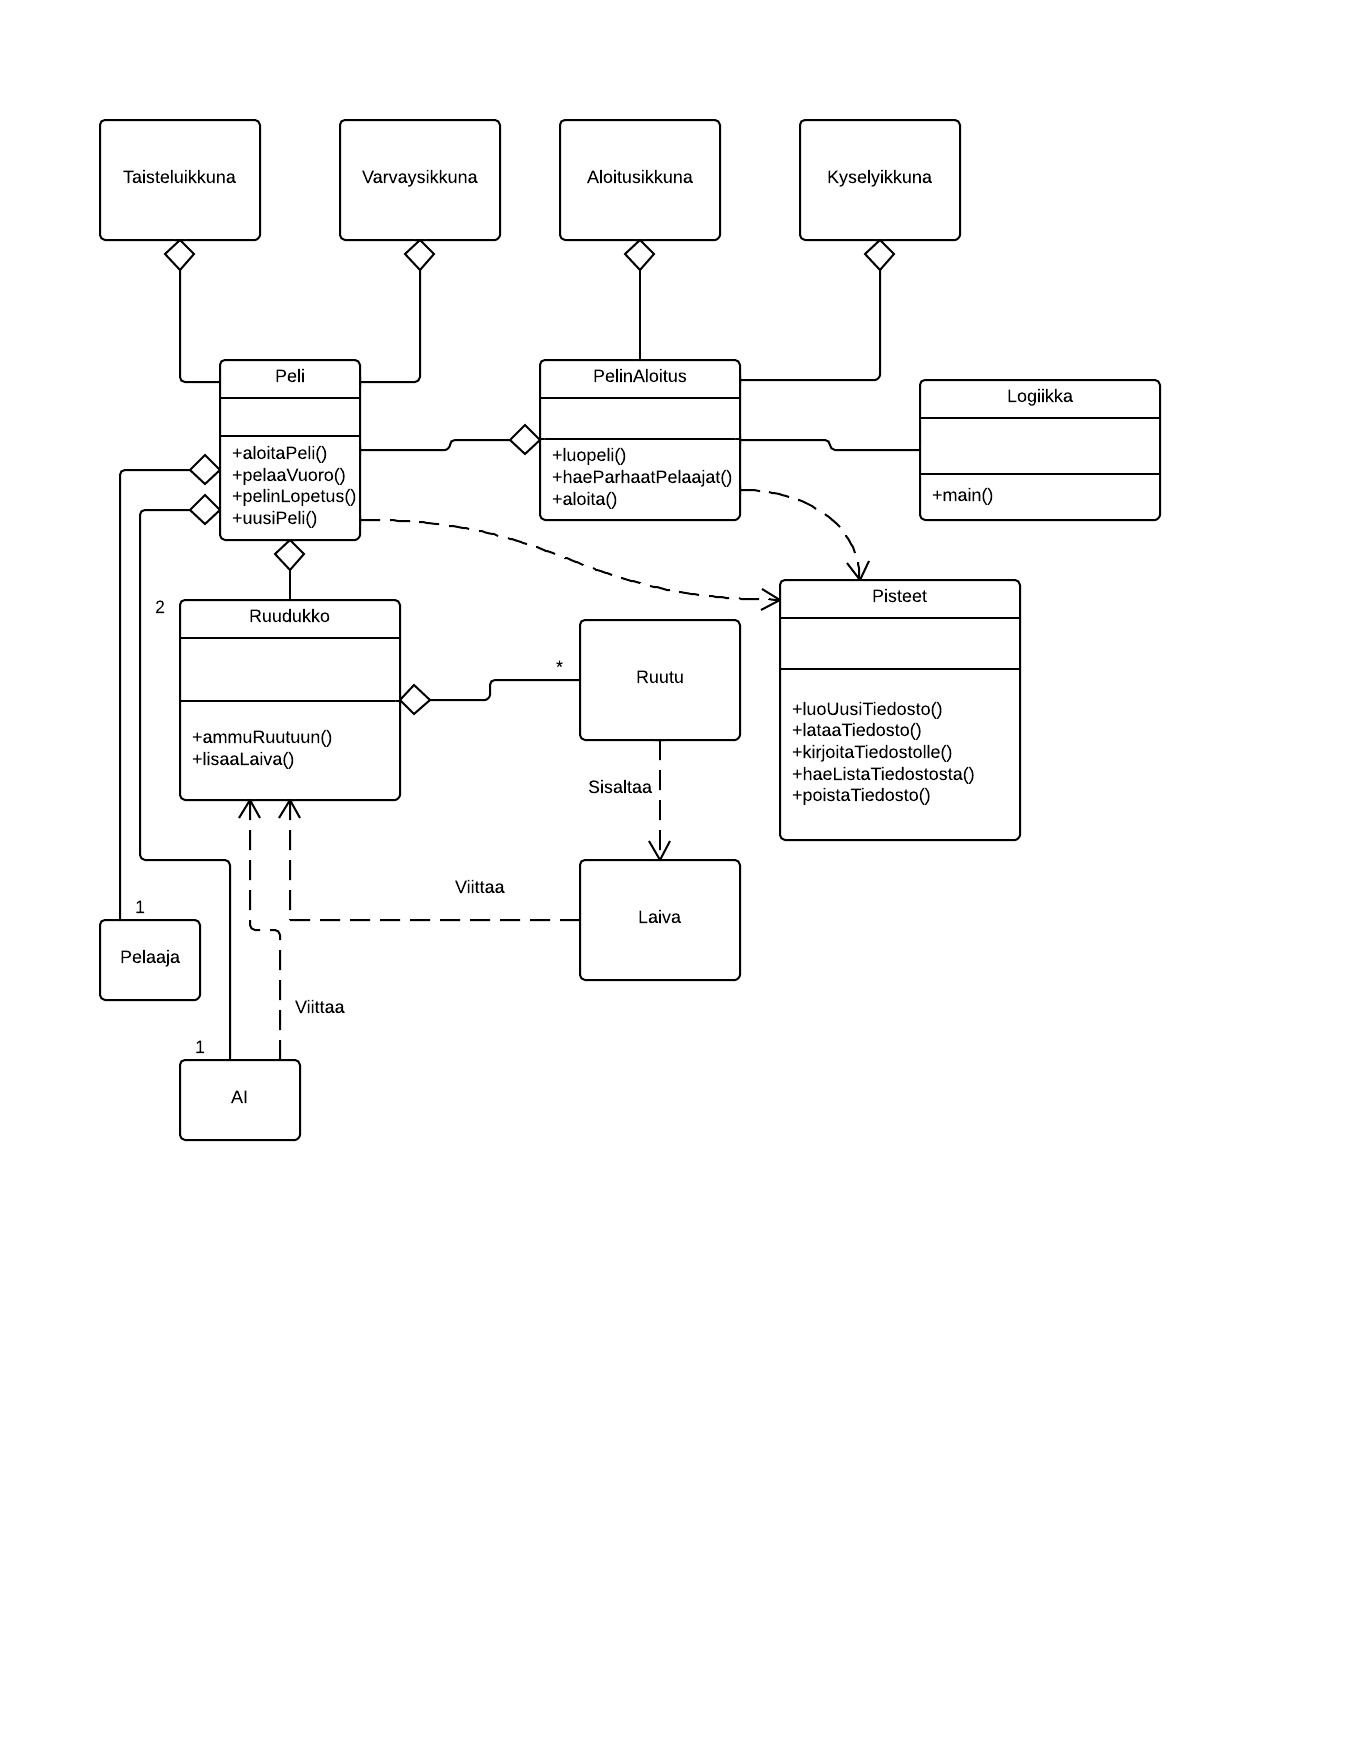 Taisteluikkuna
Varvaysikkuna
Aloitusikkuna
Kyselyikkuna
Peli
+aloitaPeli()
+pelaaVuoro()
+pelinLopetus()
+uusiPeli()
PelinAloitus
+luopeli()
+haeParhaatPelaajat()
+aloita()
Logiikka
+main()
2
Ruudukko
+ammuRuutuun()
+lisaaLaiva()
*
Ruutu
Pisteet
+luoUusiTiedosto()
+lataaTiedosto()
+kirjoitaTiedostolle()
+haeListaTiedostosta()
+poistaTiedosto()
Sisaltaa
Viittaa
Laiva
1
Pelaaja
Viittaa
1
AI